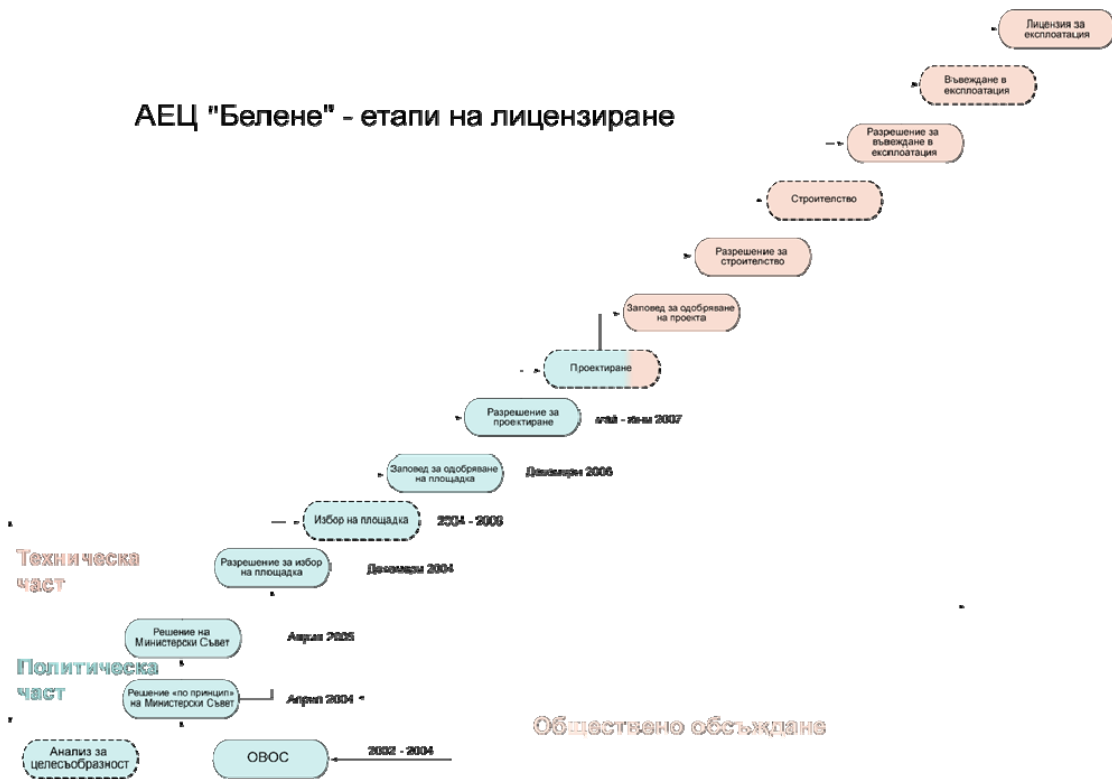 Лицензия за
експлоатация
Въвеждане в
експлоатация
АЕЦ "Белене" - етапи на лицензиране
Разрешение за
въвеждане в
експлоатация
Строителство
Разрешение за
строителство
Заповед за одобряване
на проекта
Проектиране
Разрешение за
проектиране
май - юни 2007
Заповед за одобряване
на площадка
Декември 2006
Избор на площадка
2004 - 2006
Техническа
част
Разрешение за избор
на площадка
Декември 2004
Решение на
Министерски Съвет
Април 2005
Политическа
част
Решение «по принцип»
на Министерски Съвет
Април 2004
Обществено обсъждане
Анализ за
целесъобразност
ОВОС
2002 - 2004